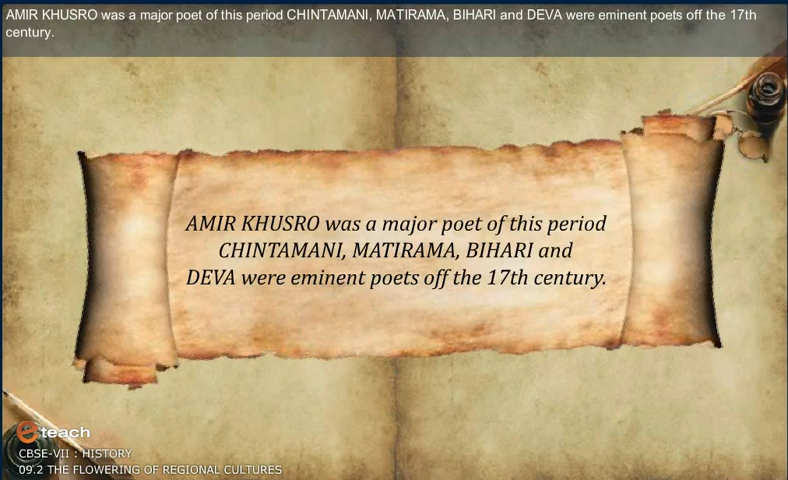 AMIR KHUSRO was a major poet of this period CHINTAMANI, MATIRAMA, BIHARI and DEVA were eminent poets off the 17th
century.
AMIR KHUSRO was a major poet of this period
CHINTAMANI, MATIRAMA, BIHARI and
DEVA were eminent poets off the 17th century.
eteach
CBSE-VII : HISTORY
09.2 THE FLOWERING OF REGIONAL CULTURES